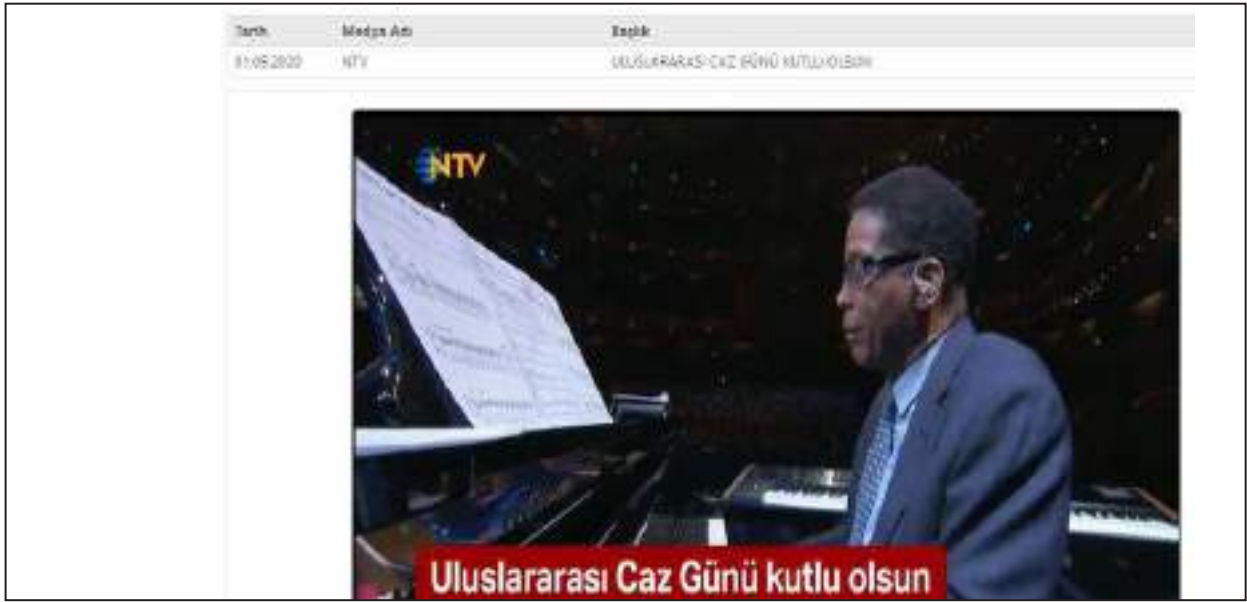 Tarih Medya Adı Başlık
01.05.2020 NTV ULUSLARARASI CAZ GÜNÜ KUTLU OLSUN
NTV
Uluslararası Caz Günü kutlu olsun